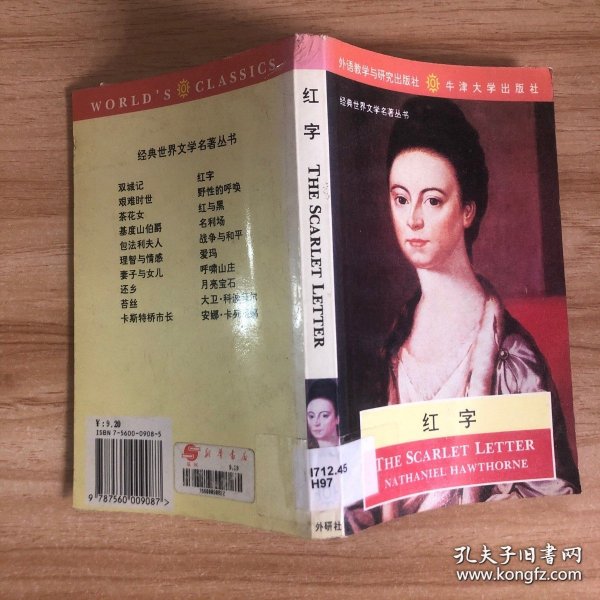 WORLD'S CLASSICS
经典世界文学名著丛书
双城记
艰难时世
茶花女
基度山伯爵
包法利夫人
理智与情感
妻子与女儿
还乡
苔丝
卡斯特桥市长
红字
野性的呼唤
红与黑
名利场
战争与和平
爱玛
呼啸山庄
月亮宝石
大卫·科波菲尔
安娜·卡
¥:9.20
ISBN 7-5600-0908-5
9 787560 009087>
新华书店
9.20
红字
THE SCARLET LETTER
I712.45
H97
外研社
外语教学与研究出版社 牛津大学出版社
经典世界文学名著丛书
红字
THE SCARLET LETTER
NATHANIEL HAWTHORNE
孔夫子旧书网
www.kongfz.com